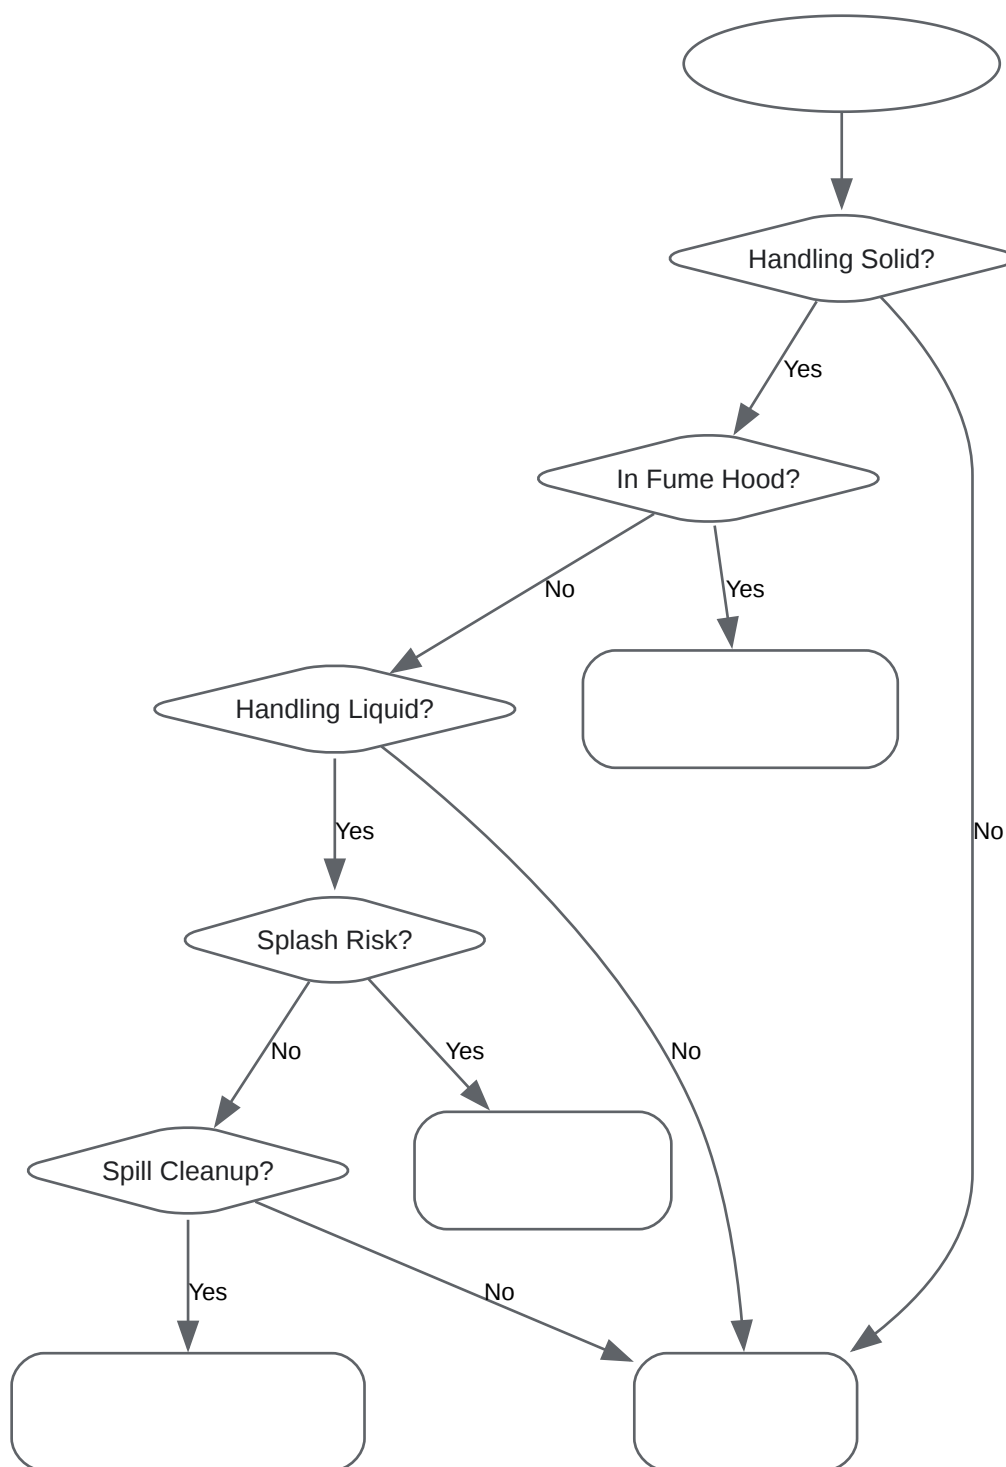 Handling Solid?
Yes
In Fume Hood?
No
Yes
Handling Liquid?
Yes
No
Splash Risk?
No
Yes
No
Spill Cleanup?
Yes
No